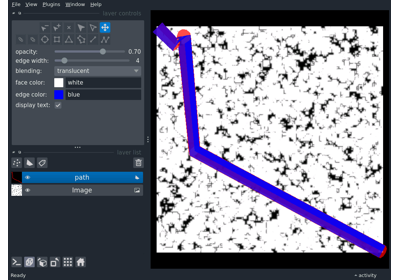 File View Plugins Window Help
layer controls
opacity: 0.70
edge width: 4
blending: translucent
face color: white
edge color: blue
display text:
layer list
path
Image
Ready
activity